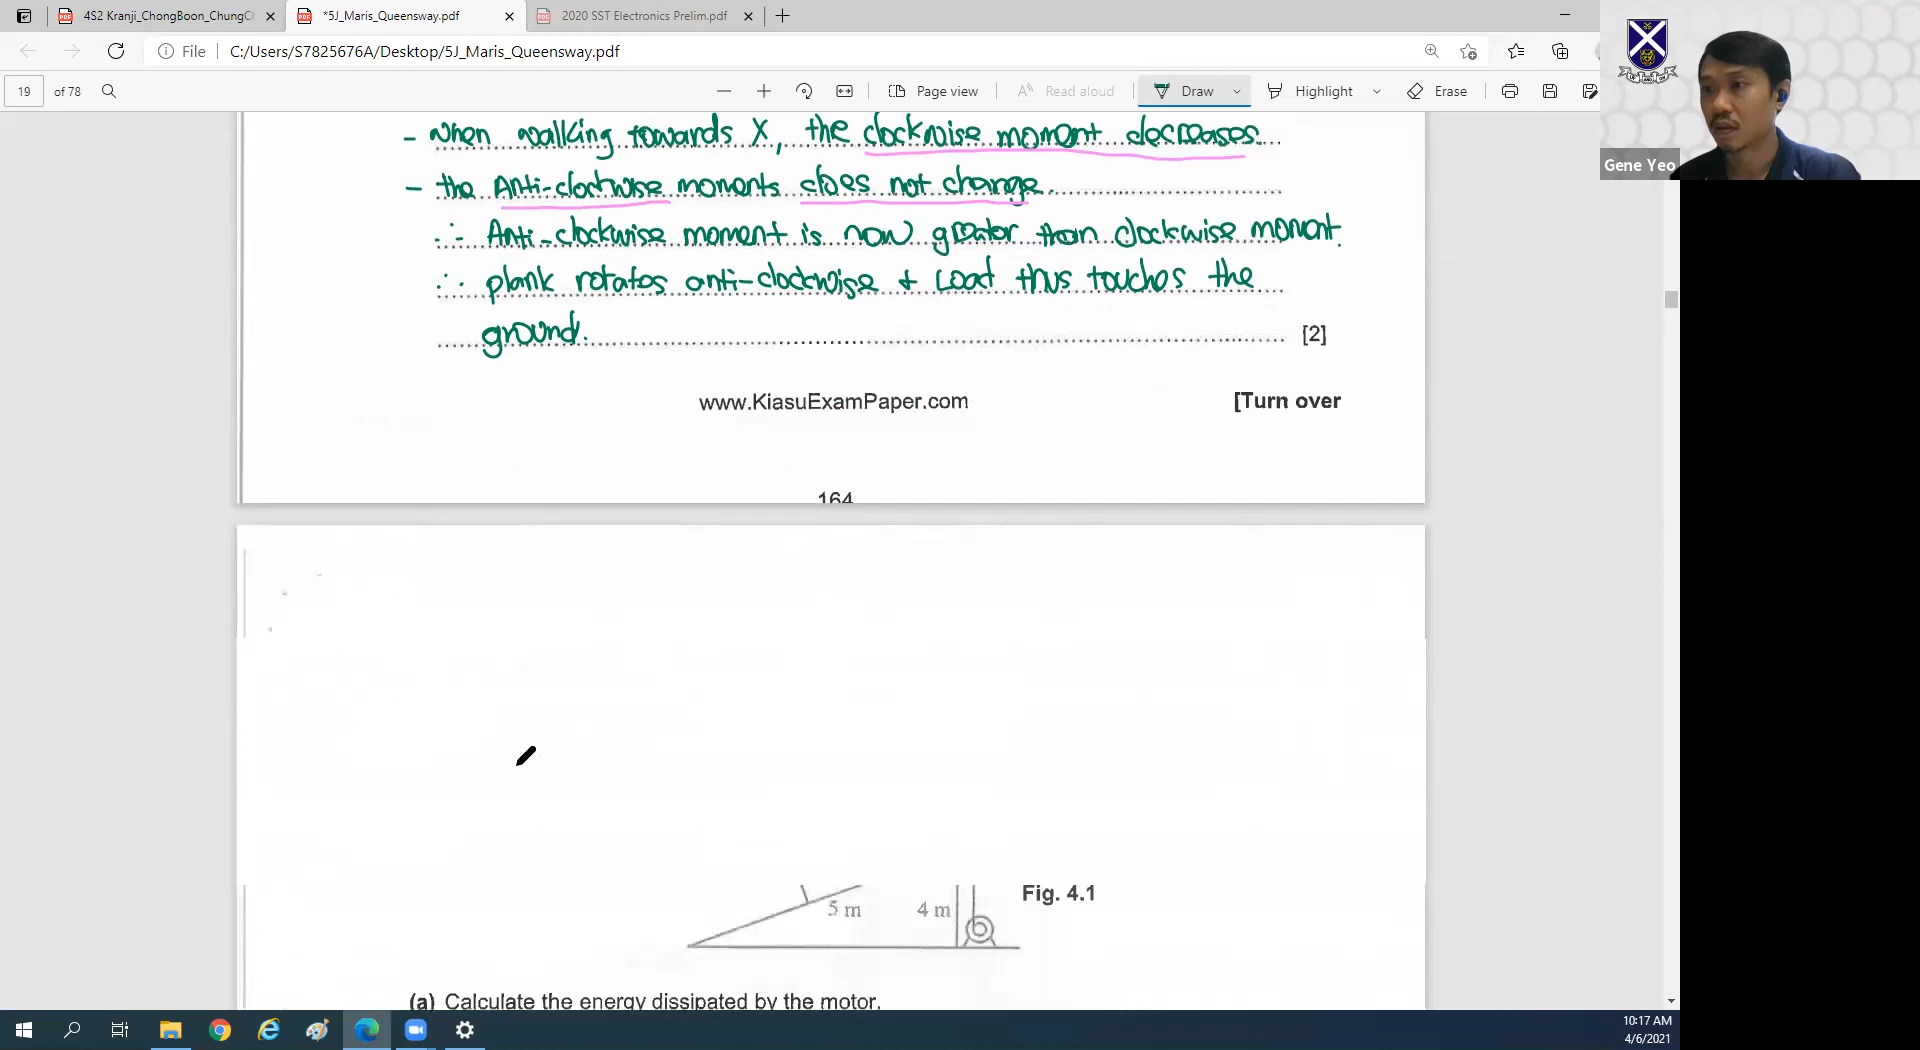 4S2 Kranji_ChongBoon_ChungCh
*5J_Maris_Queensway.pdf
2020 SST Electronics Prelim.pdf
File
C:/Users/S7825676A/Desktop/5J_Maris_Queensway.pdf
19 of 78
Page view
Read aloud
Draw
Highlight
Erase
Gene Yeo
- when walking towards X, the clockwise moment decreases.
- the Anti-clockwise moments does not change.
∴ Anti-clockwise moment is now greater than clockwise moment.
∴ plank rotates anti-clockwise + Load thus touches the
ground. [2]
www.KiasuExamPaper.com
[Turn over
164
Fig. 4.1
5 m
4 m
(a) Calculate the energy dissipated by the motor.
10:17 AM
4/6/2021